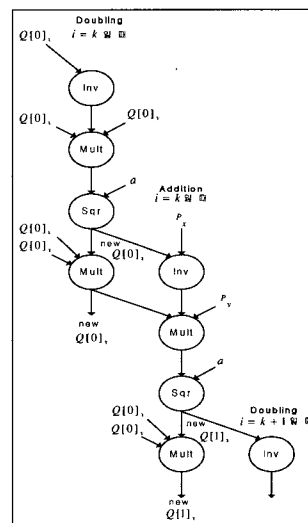 Doubling
Q[0]ₓ i = k 일 때
Inv
Q[0]ₓ Q[0]ₓ
Mult
a
Sqr
Addition
i = k 일 때
Pₓ
Q[0]ₓ
Q[0]ₓ
new
Q[0]ₓ
Mult
Inv
new
Q[0]ᵧ
Pᵧ
Mult
a
Sqr
Doubling
i = k + 1 일 때
Q[0]ₓ
Q[0]ₓ
new
Q[1]ₓ
Mult
Inv
new
Q[1]ᵧ